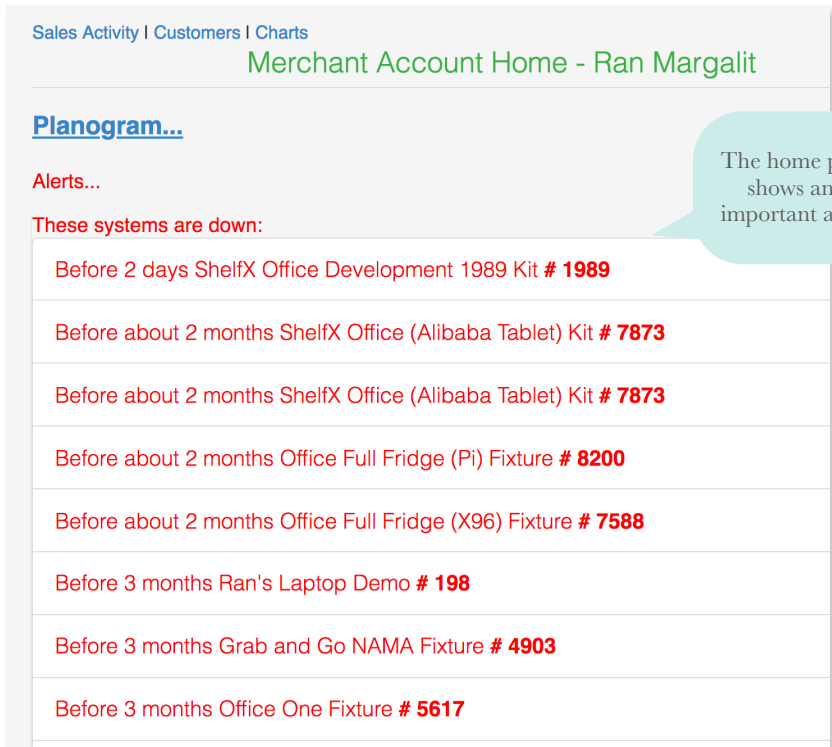 Sales Activity | Customers | Charts
Merchant Account Home - Ran Margalit
Planogram...
Alerts...
The home
shows
important
These systems are down:
Before 2 days ShelfX Office Development 1989 Kit # 1989
Before about 2 months ShelfX Office (Alibaba Tablet) Kit # 7873
Before about 2 months ShelfX Office (Alibaba Tablet) Kit # 7873
Before about 2 months Office Full Fridge (Pi) Fixture # 8200
Before about 2 months Office Full Fridge (X96) Fixture # 7588
Before 3 months Ran's Laptop Demo # 198
Before 3 months Grab and Go NAMA Fixture # 4903
Before 3 months Office One Fixture # 5617